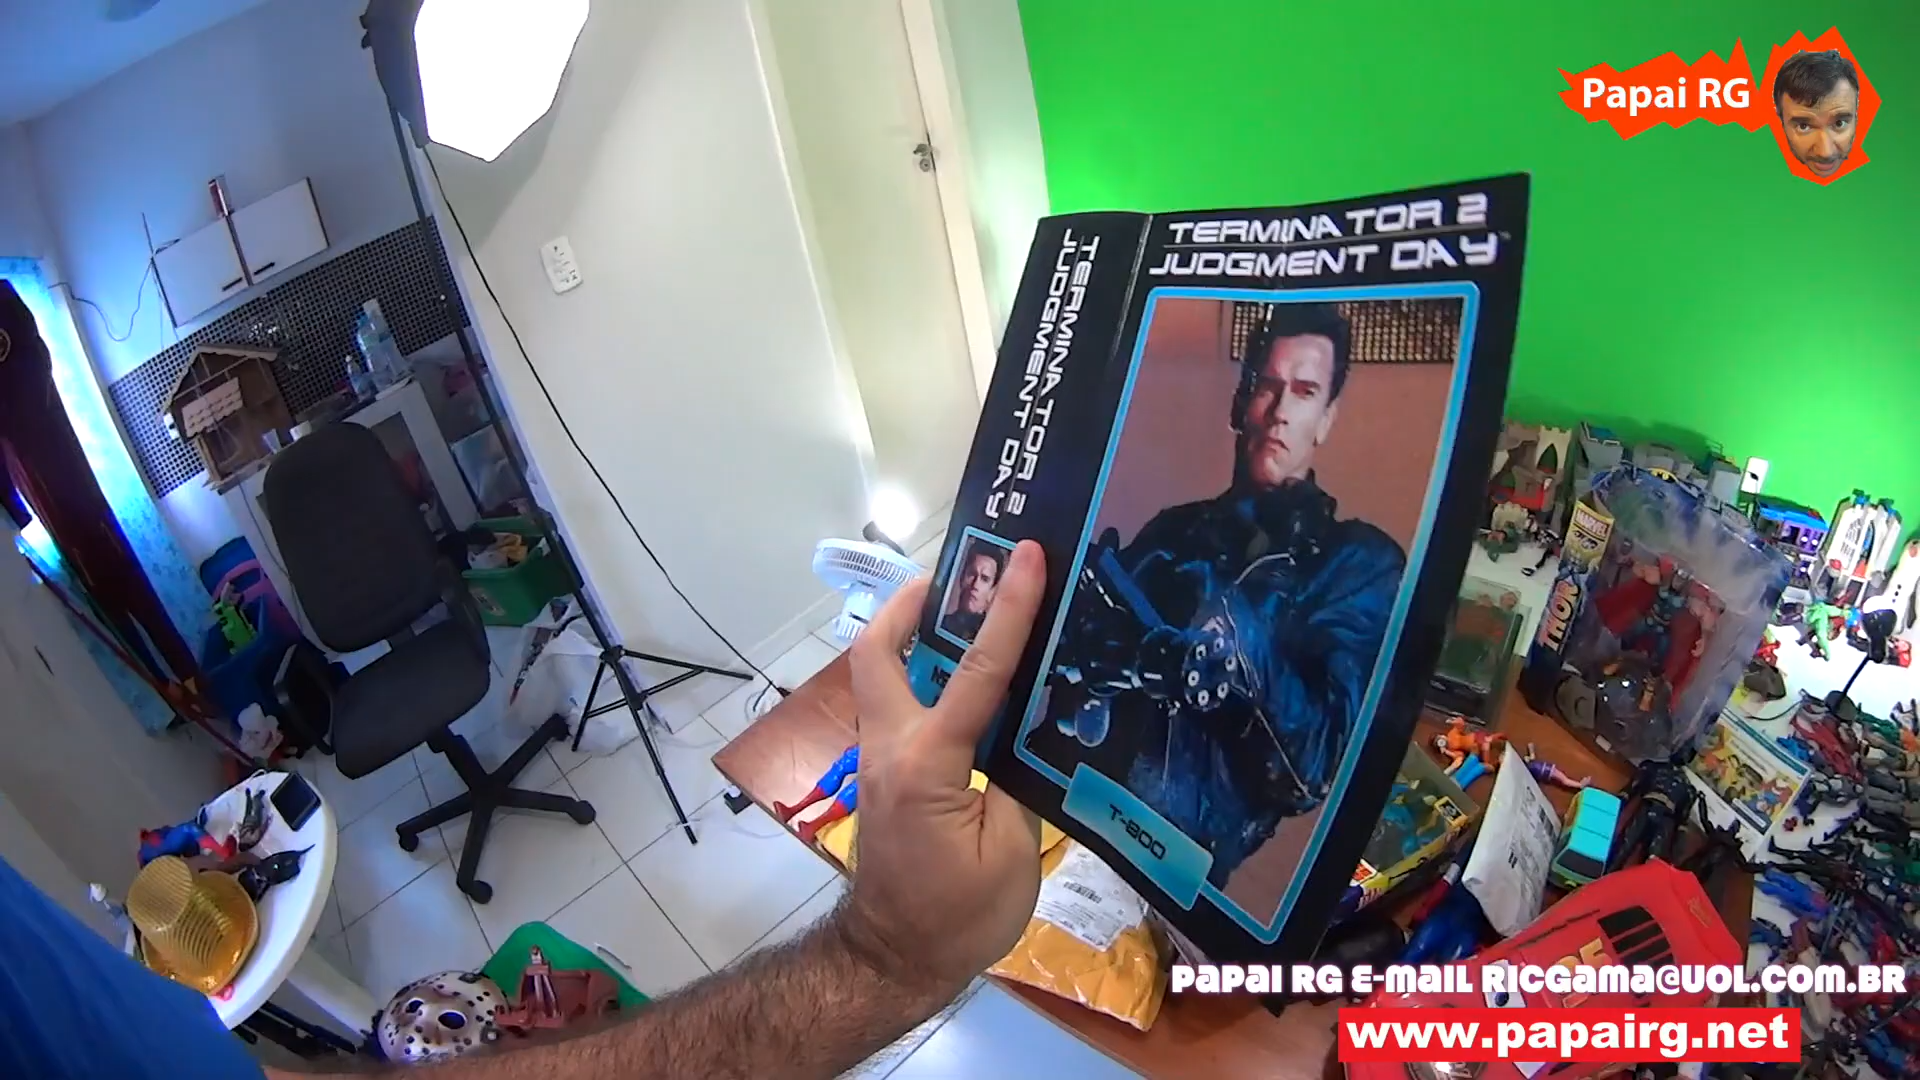 Papai RG
TERMINATOR 2
JUDGMENT DAY
TERMINATOR 2
JUDGMENT DAY
MARVEL
THOR
T-800
PAPAI RG E-MAIL RICGAMA@UOL.COM.BR
www.papairg.net